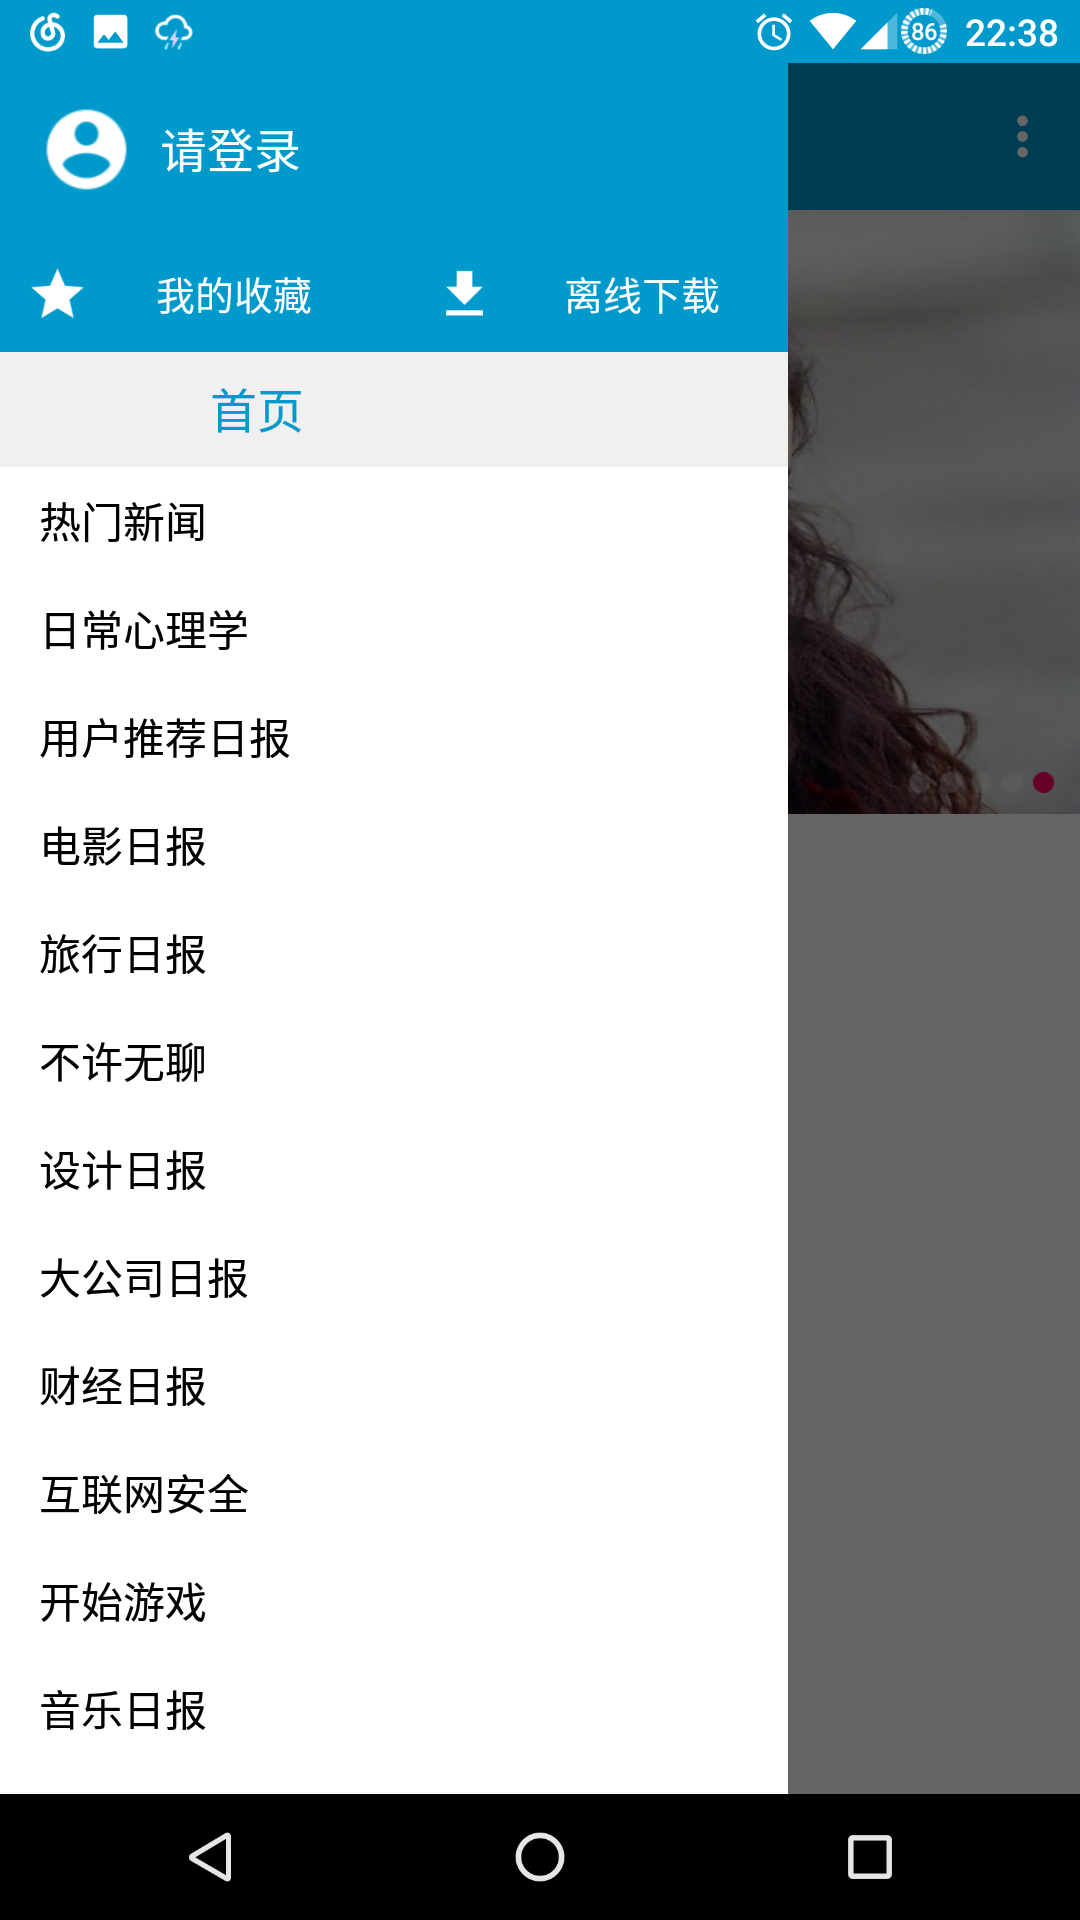 86 22:38
请登录
我的收藏 离线下载
首页
热门新闻
日常心理学
用户推荐日报
电影日报
旅行日报
不许无聊
设计日报
大公司日报
财经日报
互联网安全
开始游戏
音乐日报